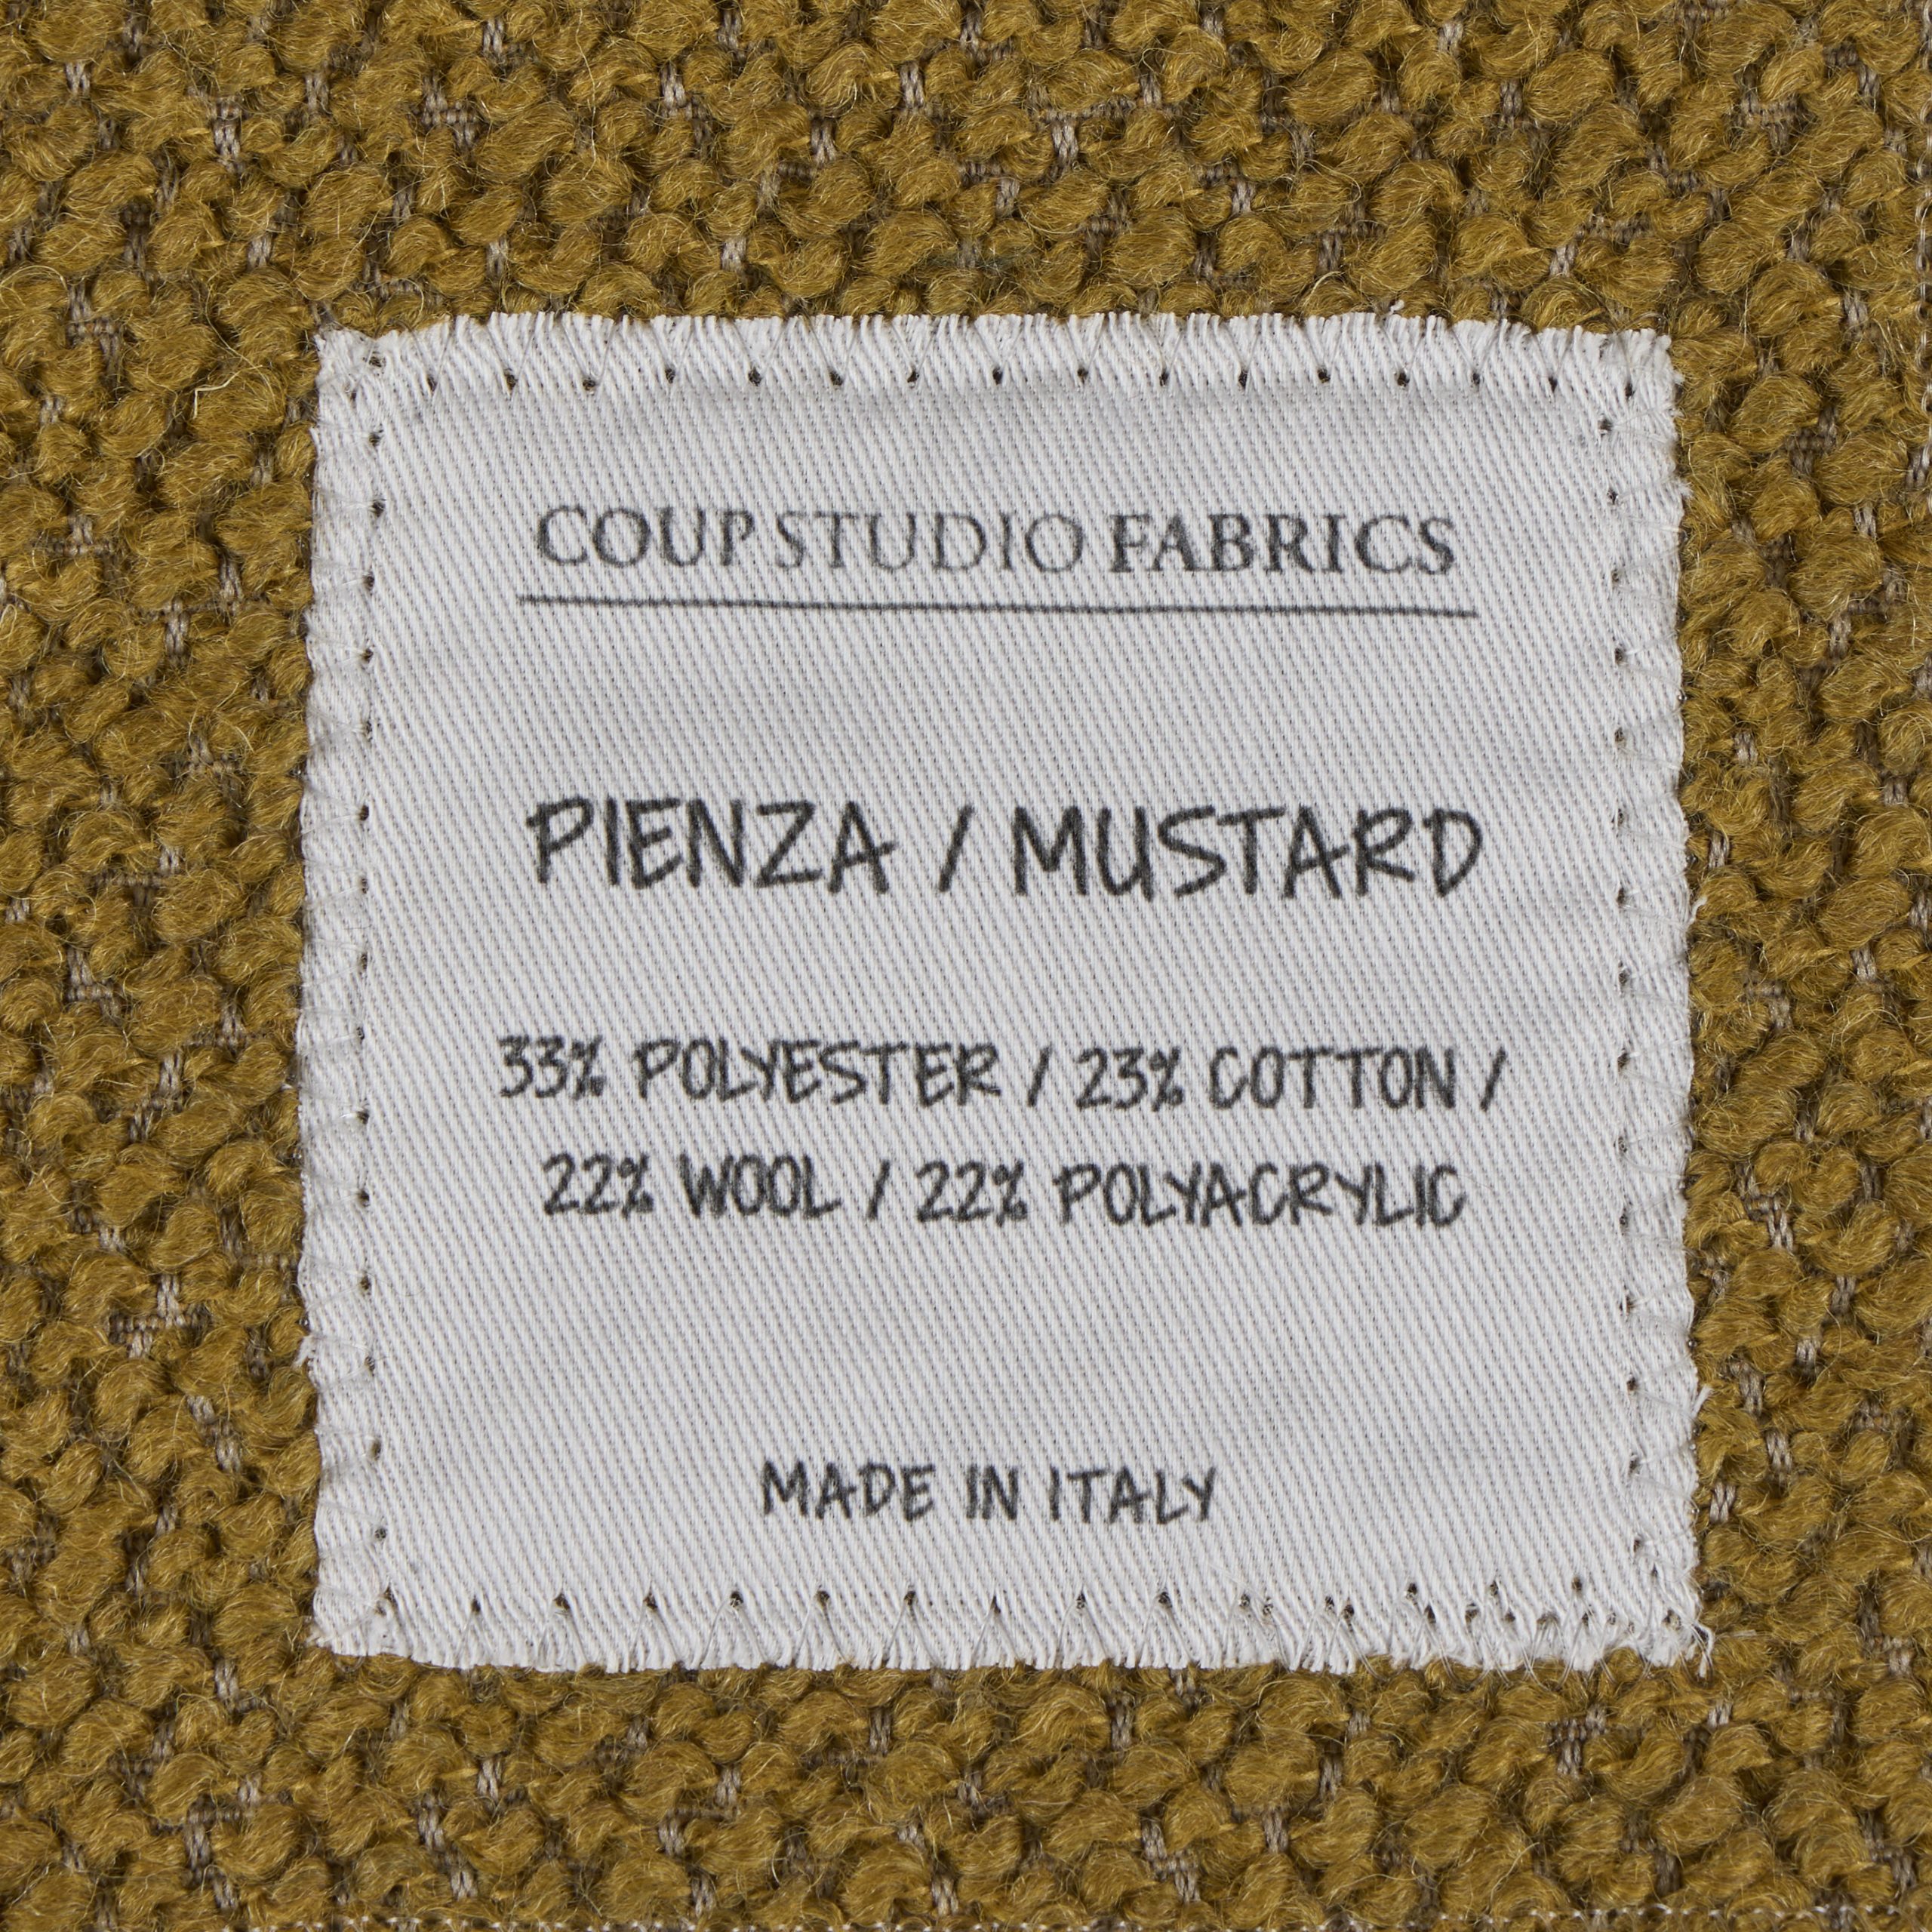 COUP STUDIO FABRICS
PIENZA / MUSTARD
33% POLYESTER / 23% COTTON /
22% WOOL / 22% POLYACRYLIC
MADE IN ITALY